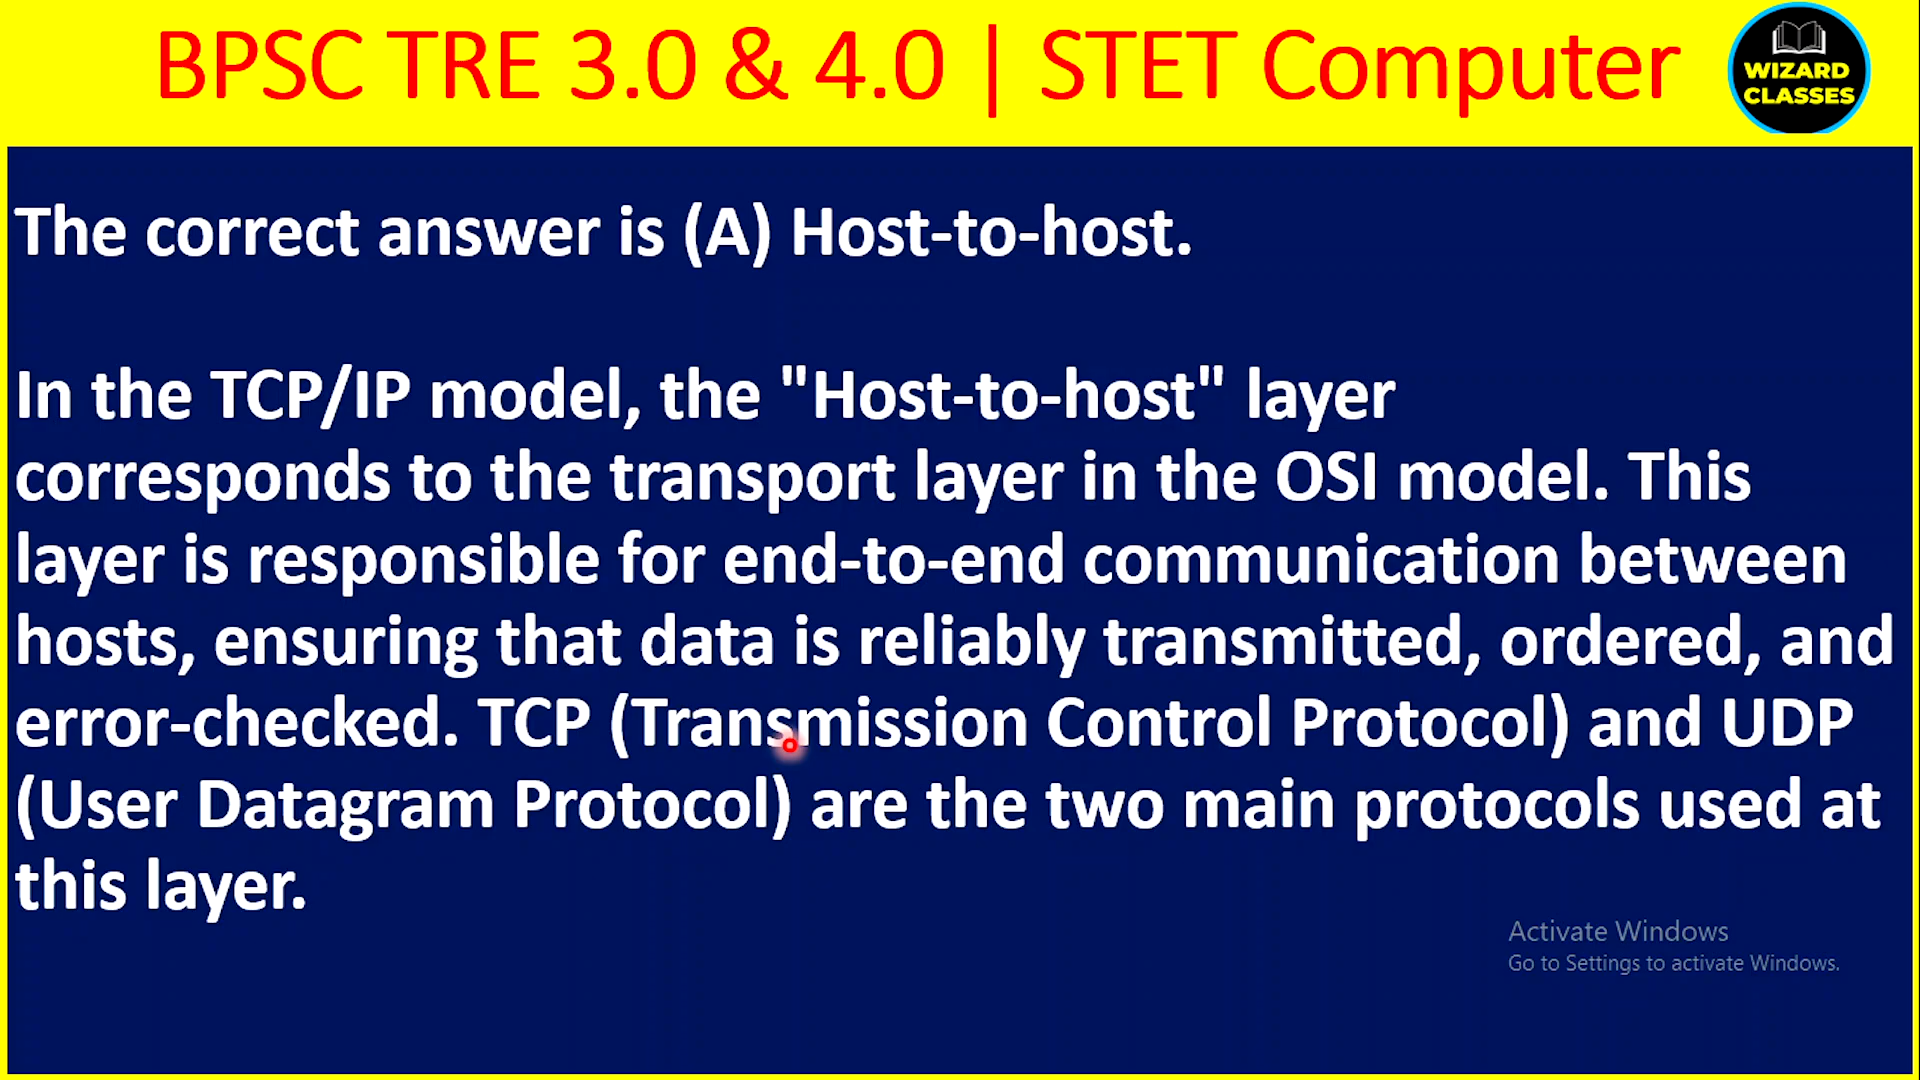 BPSC TRE 3.0 & 4.0 | STET Computer
WIZARD
CLASSES
The correct answer is (A) Host-to-host.
In the TCP/IP model, the "Host-to-host" layer
corresponds to the transport layer in the OSI model. This
layer is responsible for end-to-end communication between
hosts, ensuring that data is reliably transmitted, ordered, and
error-checked. TCP (Transmission Control Protocol) and UDP
(User Datagram Protocol) are the two main protocols used at
this layer.
Activate Windows
Go to Settings to activate Windows.